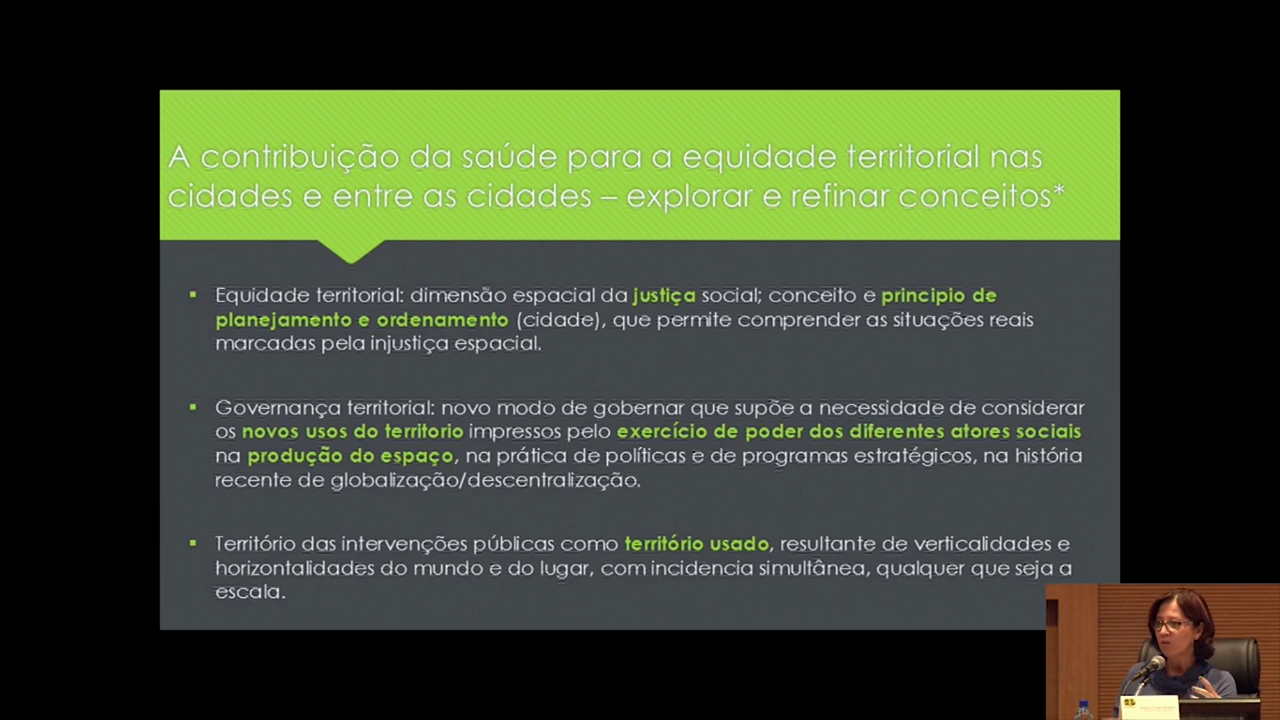 A contribuição da saúde para a equidade territorial nas
cidades e entre as cidades – explorar e refinar conceitos*
▪ Equidade territorial: dimensão espacial da justiça social; conceito e principio de
planejamento e ordenamento (cidade), que permite comprender as situações reais
marcadas pela injustiça espacial.
▪ Governança territorial: novo modo de gobernar que supõe a necessidade de considerar
os novos usos do territorio impressos pelo exercício de poder dos diferentes atores sociais
na produção do espaço, na prática de políticas e de programas estratégicos, na história
recente de globalização/descentralização.
▪ Território das intervenções públicas como território usado, resultante de verticalidades e
horizontalidades do mundo e do lugar, com incidencia simultânea, qualquer que seja a
escala.